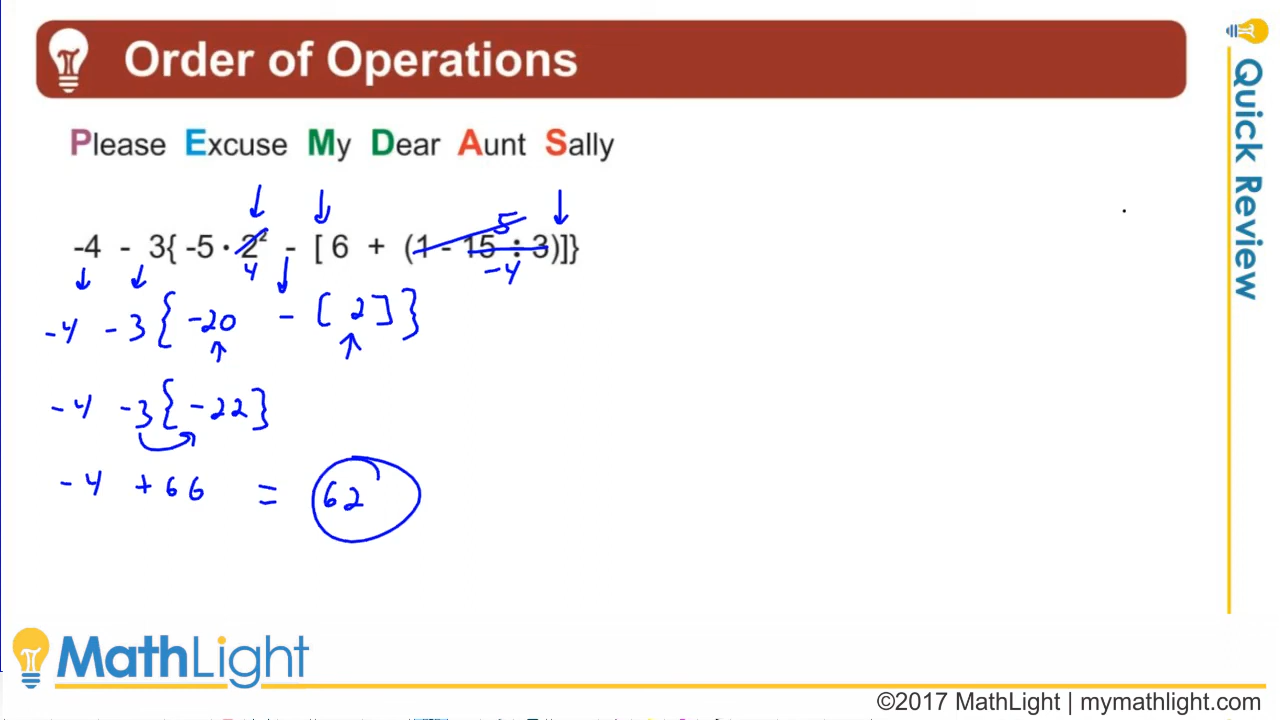 Order of Operations
Quick Review
Please Excuse My Dear Aunt Sally
-4 - 3{ -5 · 2² - [ 6 + (1 - 15 ÷ 3)]}
5
4 -4
-4 -3{ -20 - [ 2 ] }
-4 -3{ -22}
-4 +66 = 62
MathLight
©2017 MathLight | mymathlight.com